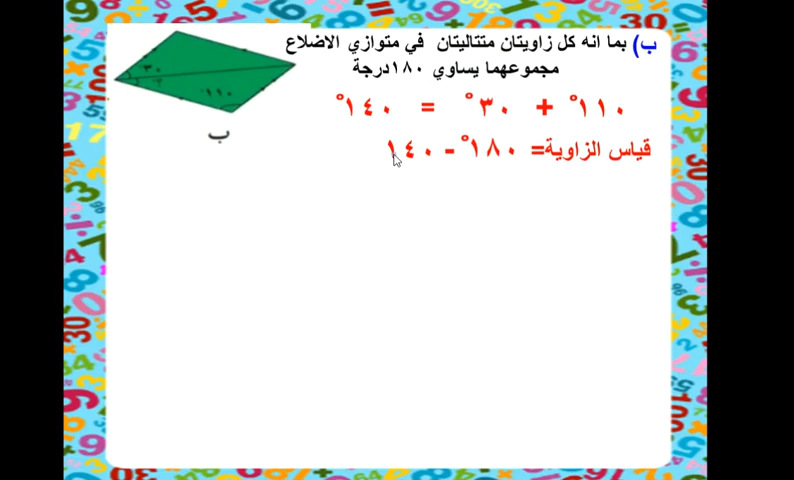 ب) بما انه كل زاويتان متتاليتان في متوازي الاضلاع
مجموعهما يساوي ١٨٠درجة
١١٠° + ٣٠° = ١٤٠°
قياس الزاوية= ١٨٠° - ١٤٠
٣٠
١١٠°
ب